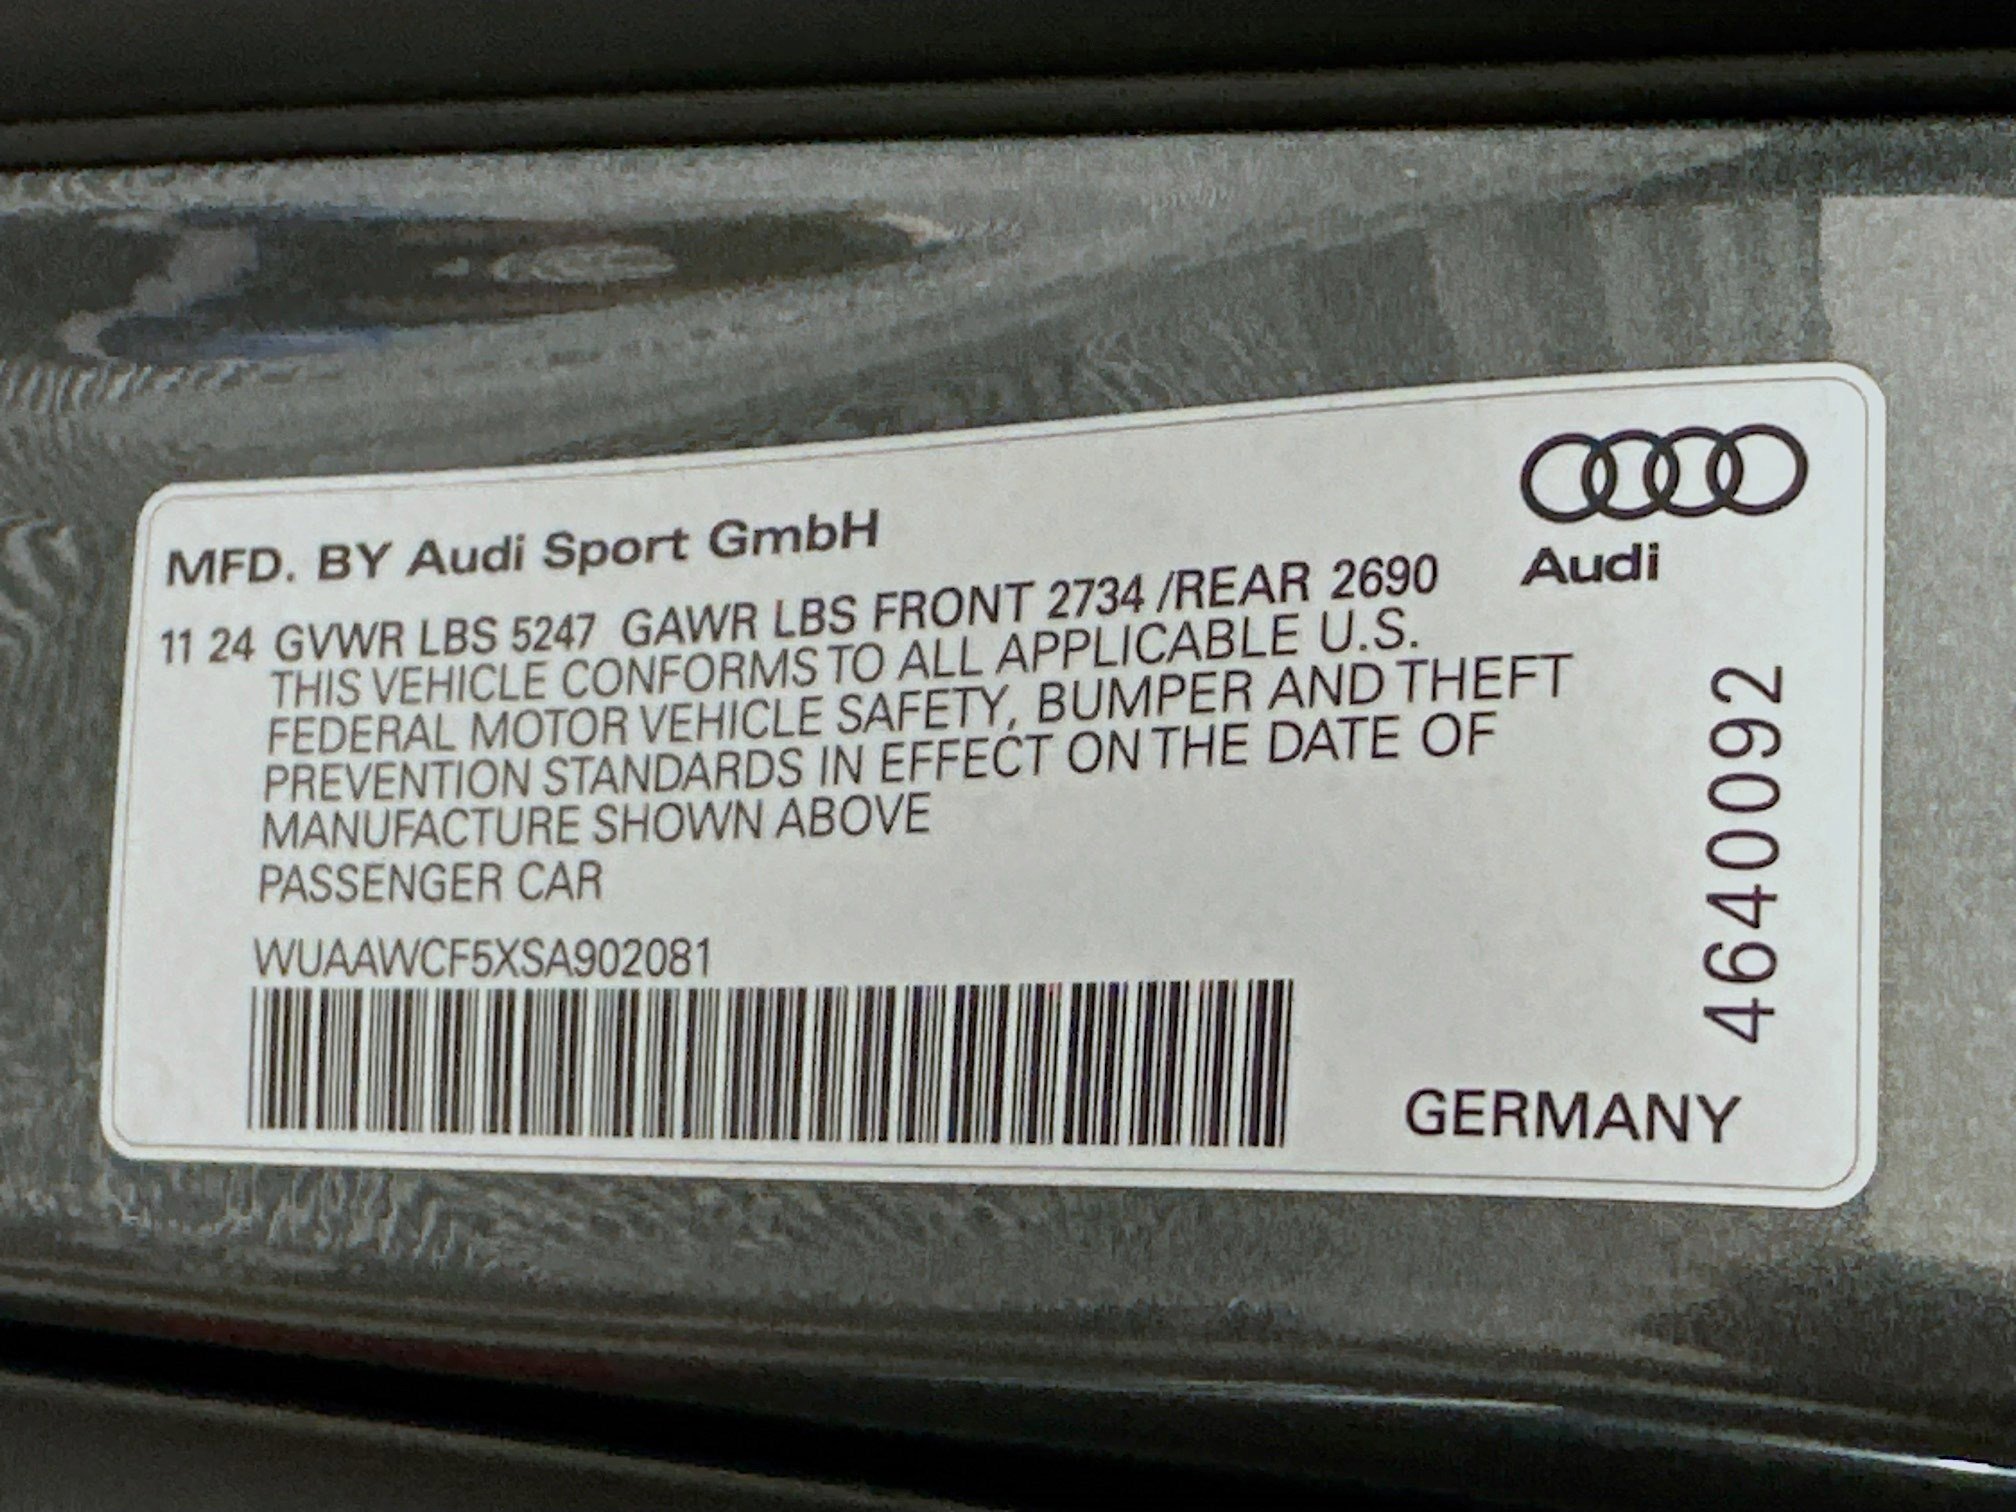 MFD. BY Audi Sport GmbH
Audi
11 24 GVWR LBS 5247 GAWR LBS FRONT 2734 /REAR 2690
THIS VEHICLE CONFORMS TO ALL APPLICABLE U.S.
FEDERAL MOTOR VEHICLE SAFETY, BUMPER AND THEFT
PREVENTION STANDARDS IN EFFECT ON THE DATE OF
MANUFACTURE SHOWN ABOVE
PASSENGER CAR
WUAAWCF5XSA902081
4640092
GERMANY